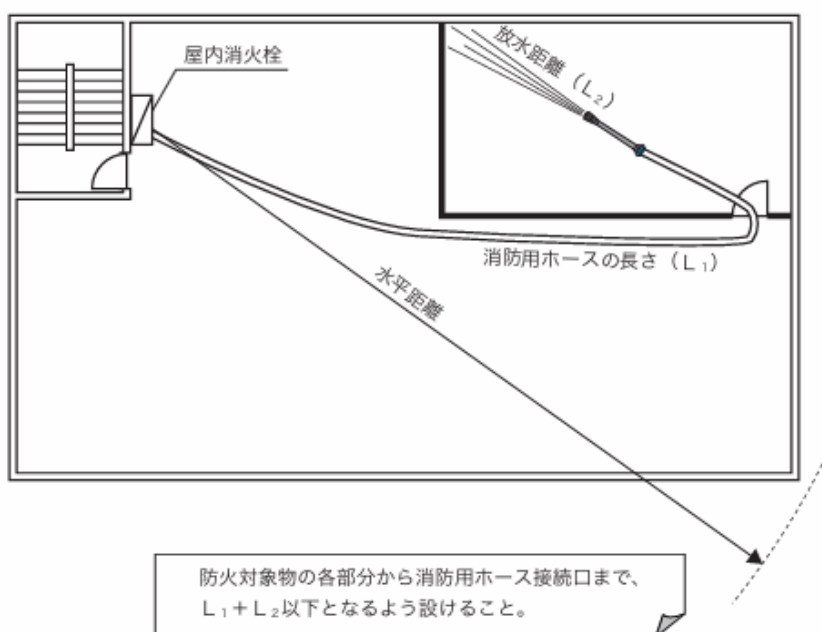 屋内消火栓
放水距離(L₂)
消防用ホースの長さ(L₁)
水平距離
防火対象物の各部分から消防用ホース接続口まで、
L₁+L₂以下となるよう設けること。